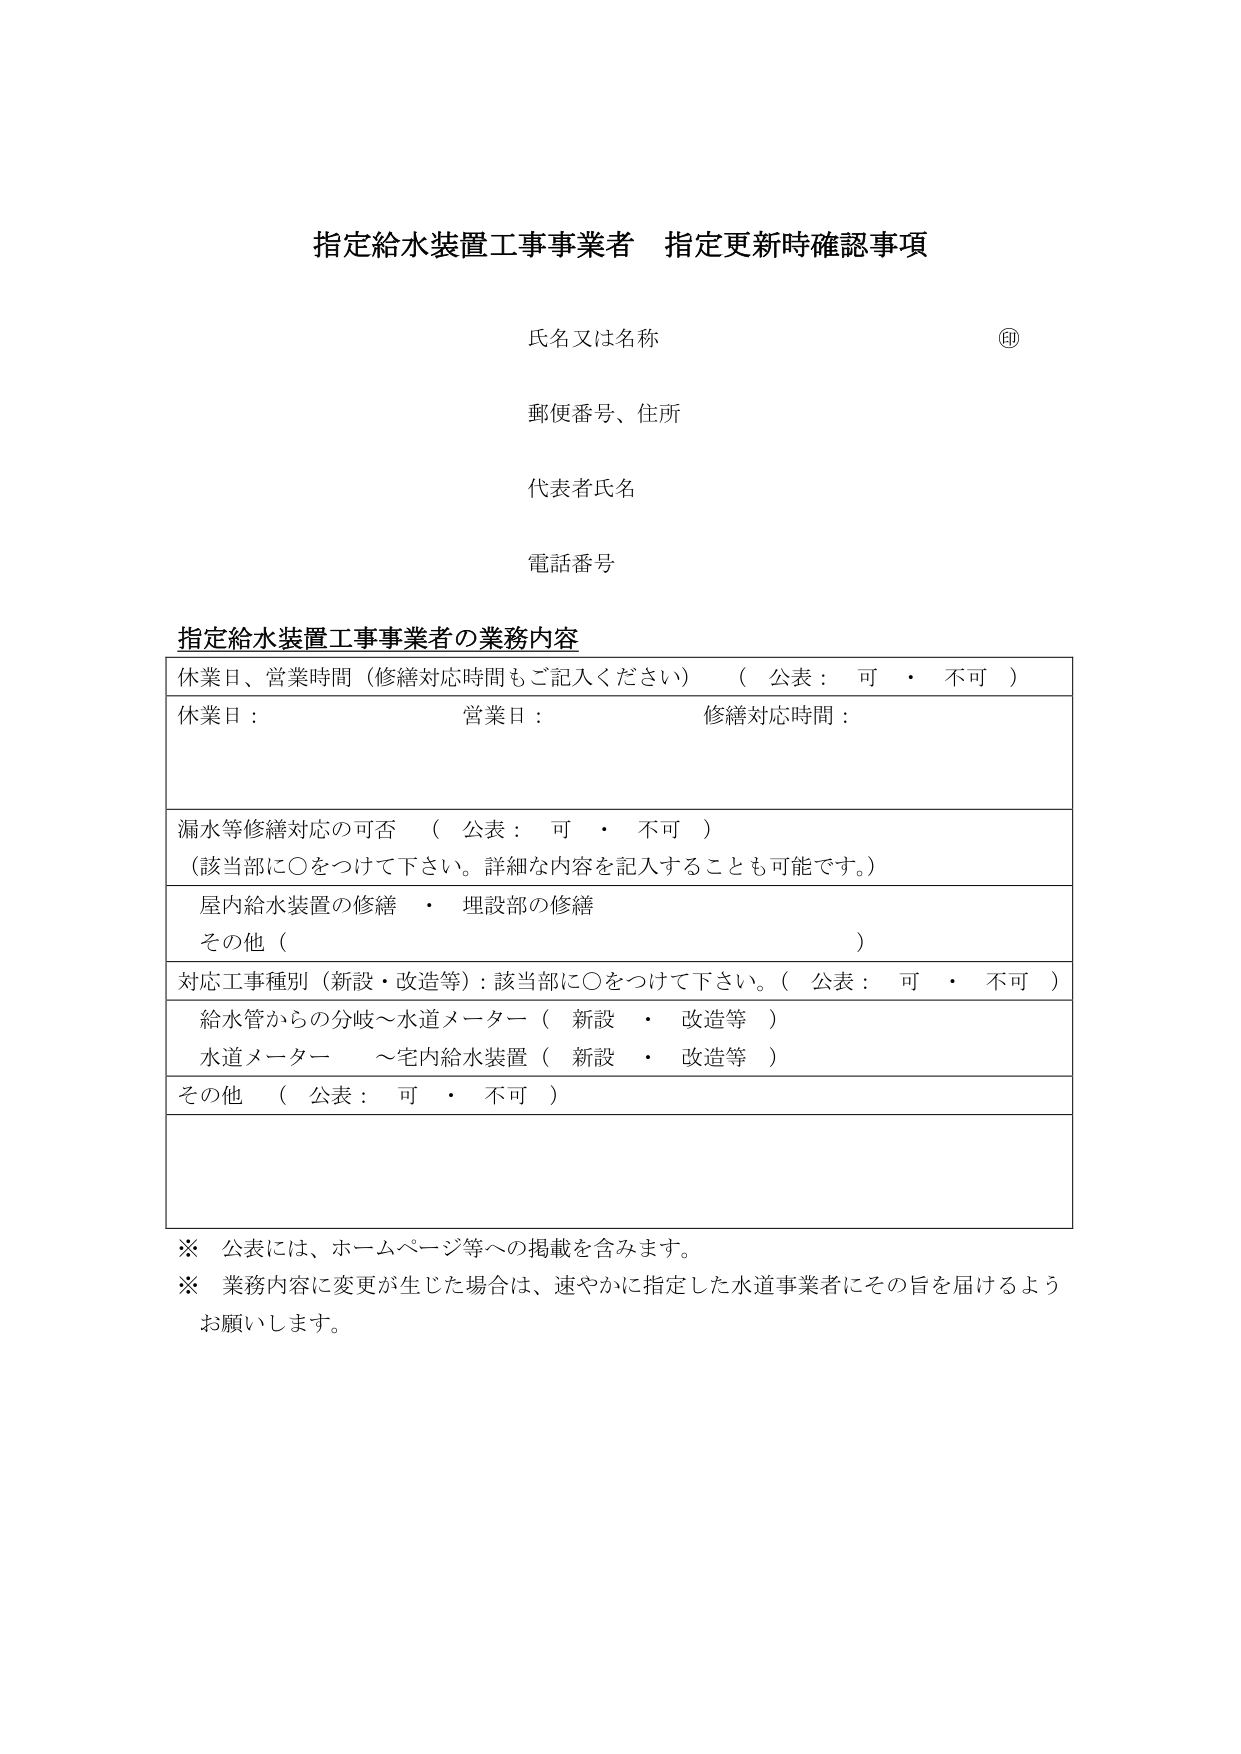 指定給水装置工事事業者　指定更新時確認事項
氏名又は名称　　　　　　　　　　　　　　　㊞
郵便番号、住所
代表者氏名
電話番号
指定給水装置工事事業者の業務内容
休業日、営業時間（修繕対応時間もご記入ください）　（　公表：　可　・　不可　）
休業日：　　　　　　　　　営業日：　　　　　　　修繕対応時間：
漏水等修繕対応の可否　（　公表：　可　・　不可　）
（該当部に〇をつけて下さい。詳細な内容を記入することも可能です。）
屋内給水装置の修繕　・　埋設部の修繕
その他（　　　　　　　　　　　　　　　　　　　　　　　　　　）
対応工事種別（新設・改造等）：該当部に〇をつけて下さい。（　公表：　可　・　不可　）
給水管からの分岐～水道メーター（　新設　・　改造等　）
水道メーター　　～宅内給水装置（　新設　・　改造等　）
その他　（　公表：　可　・　不可　）
※　公表には、ホームページ等への掲載を含みます。
※　業務内容に変更が生じた場合は、速やかに指定した水道事業者にその旨を届けるよう
お願いします。